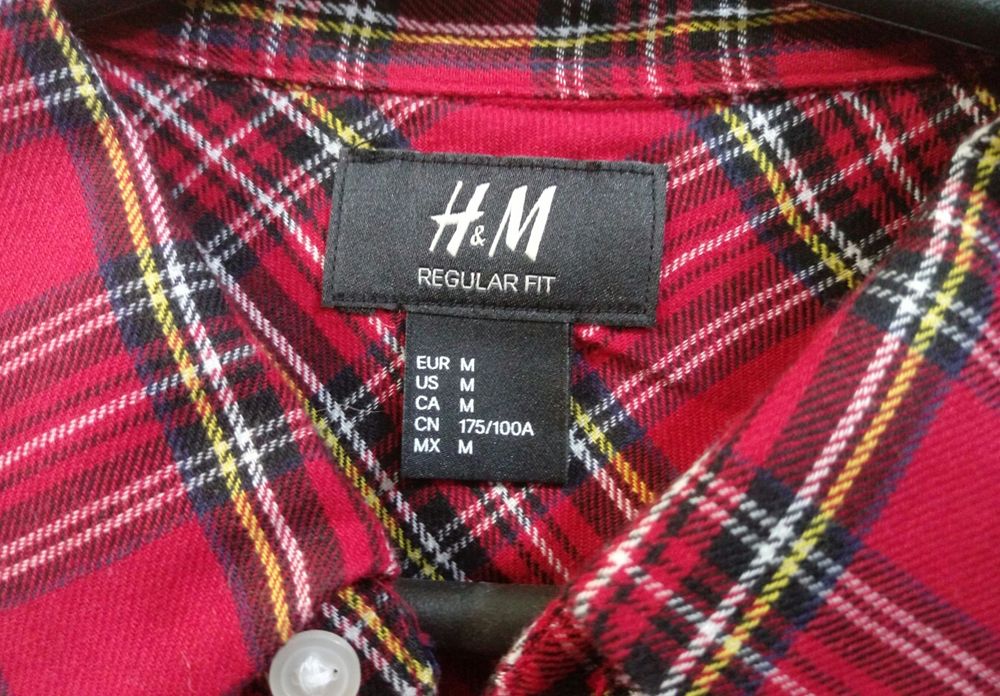 H&M
REGULAR FIT
EUR M
US M
CA M
CN 175/100A
MX M